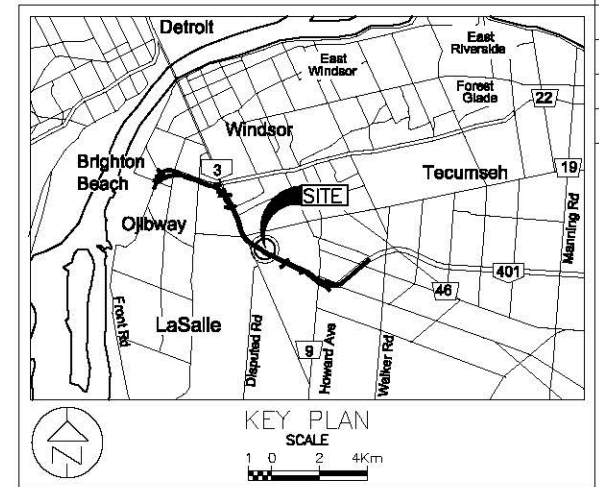 Detroit
East
Riverside
East
Windsor
Forest
Glade
22
Windsor
Brighton
Beach
3
Tecumseh
19
SITE
Manning Rd
Ojibway
401
46
Front Rd
LaSalle
Disputed Rd
9
Howard Ave
Walker Rd
N
KEY PLAN
SCALE
1 0 2 4Km